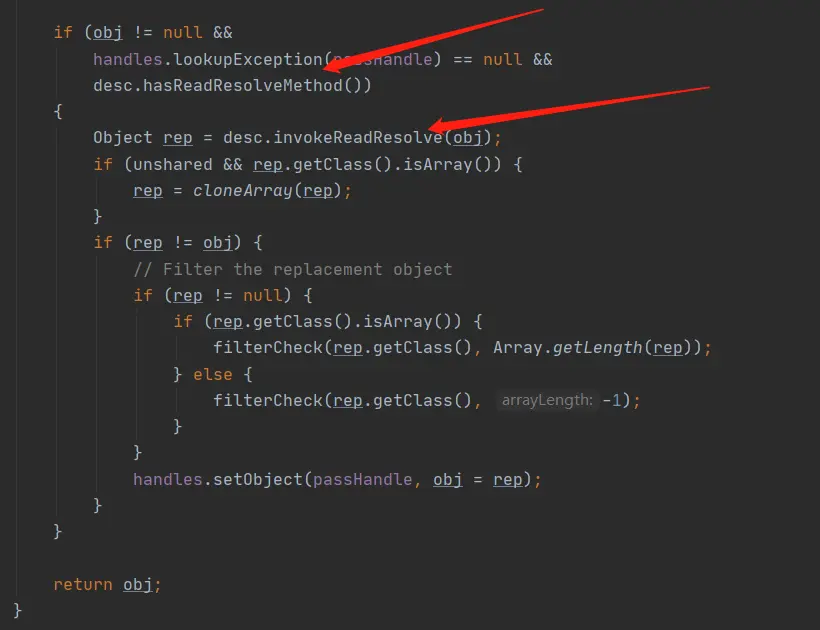 if (obj != null &&
handles.lookupException(passHandle) == null &&
desc.hasReadResolveMethod())
{
Object rep = desc.invokeReadResolve(obj);
if (unshared && rep.getClass().isArray()) {
rep = cloneArray(rep);
}
if (rep != obj) {
// Filter the replacement object
if (rep != null) {
if (rep.getClass().isArray()) {
filterCheck(rep.getClass(), Array.getLength(rep));
} else {
filterCheck(rep.getClass(), arrayLength: -1);
}
}
handles.setObject(passHandle, obj = rep);
}
}
return obj;
}